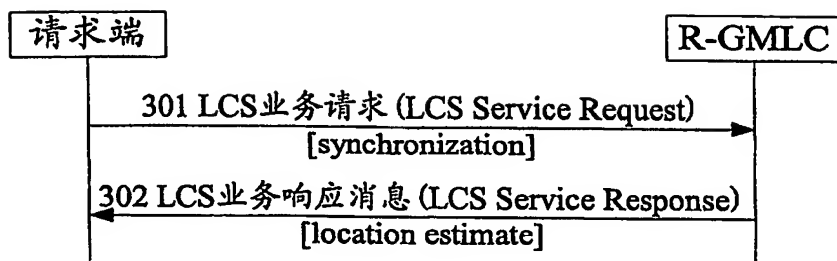 请求端
R-GMLC
301 LCS业务请求(LCS Service Request)
[synchronization]
302 LCS业务响应消息(LCS Service Response)
[location estimate]